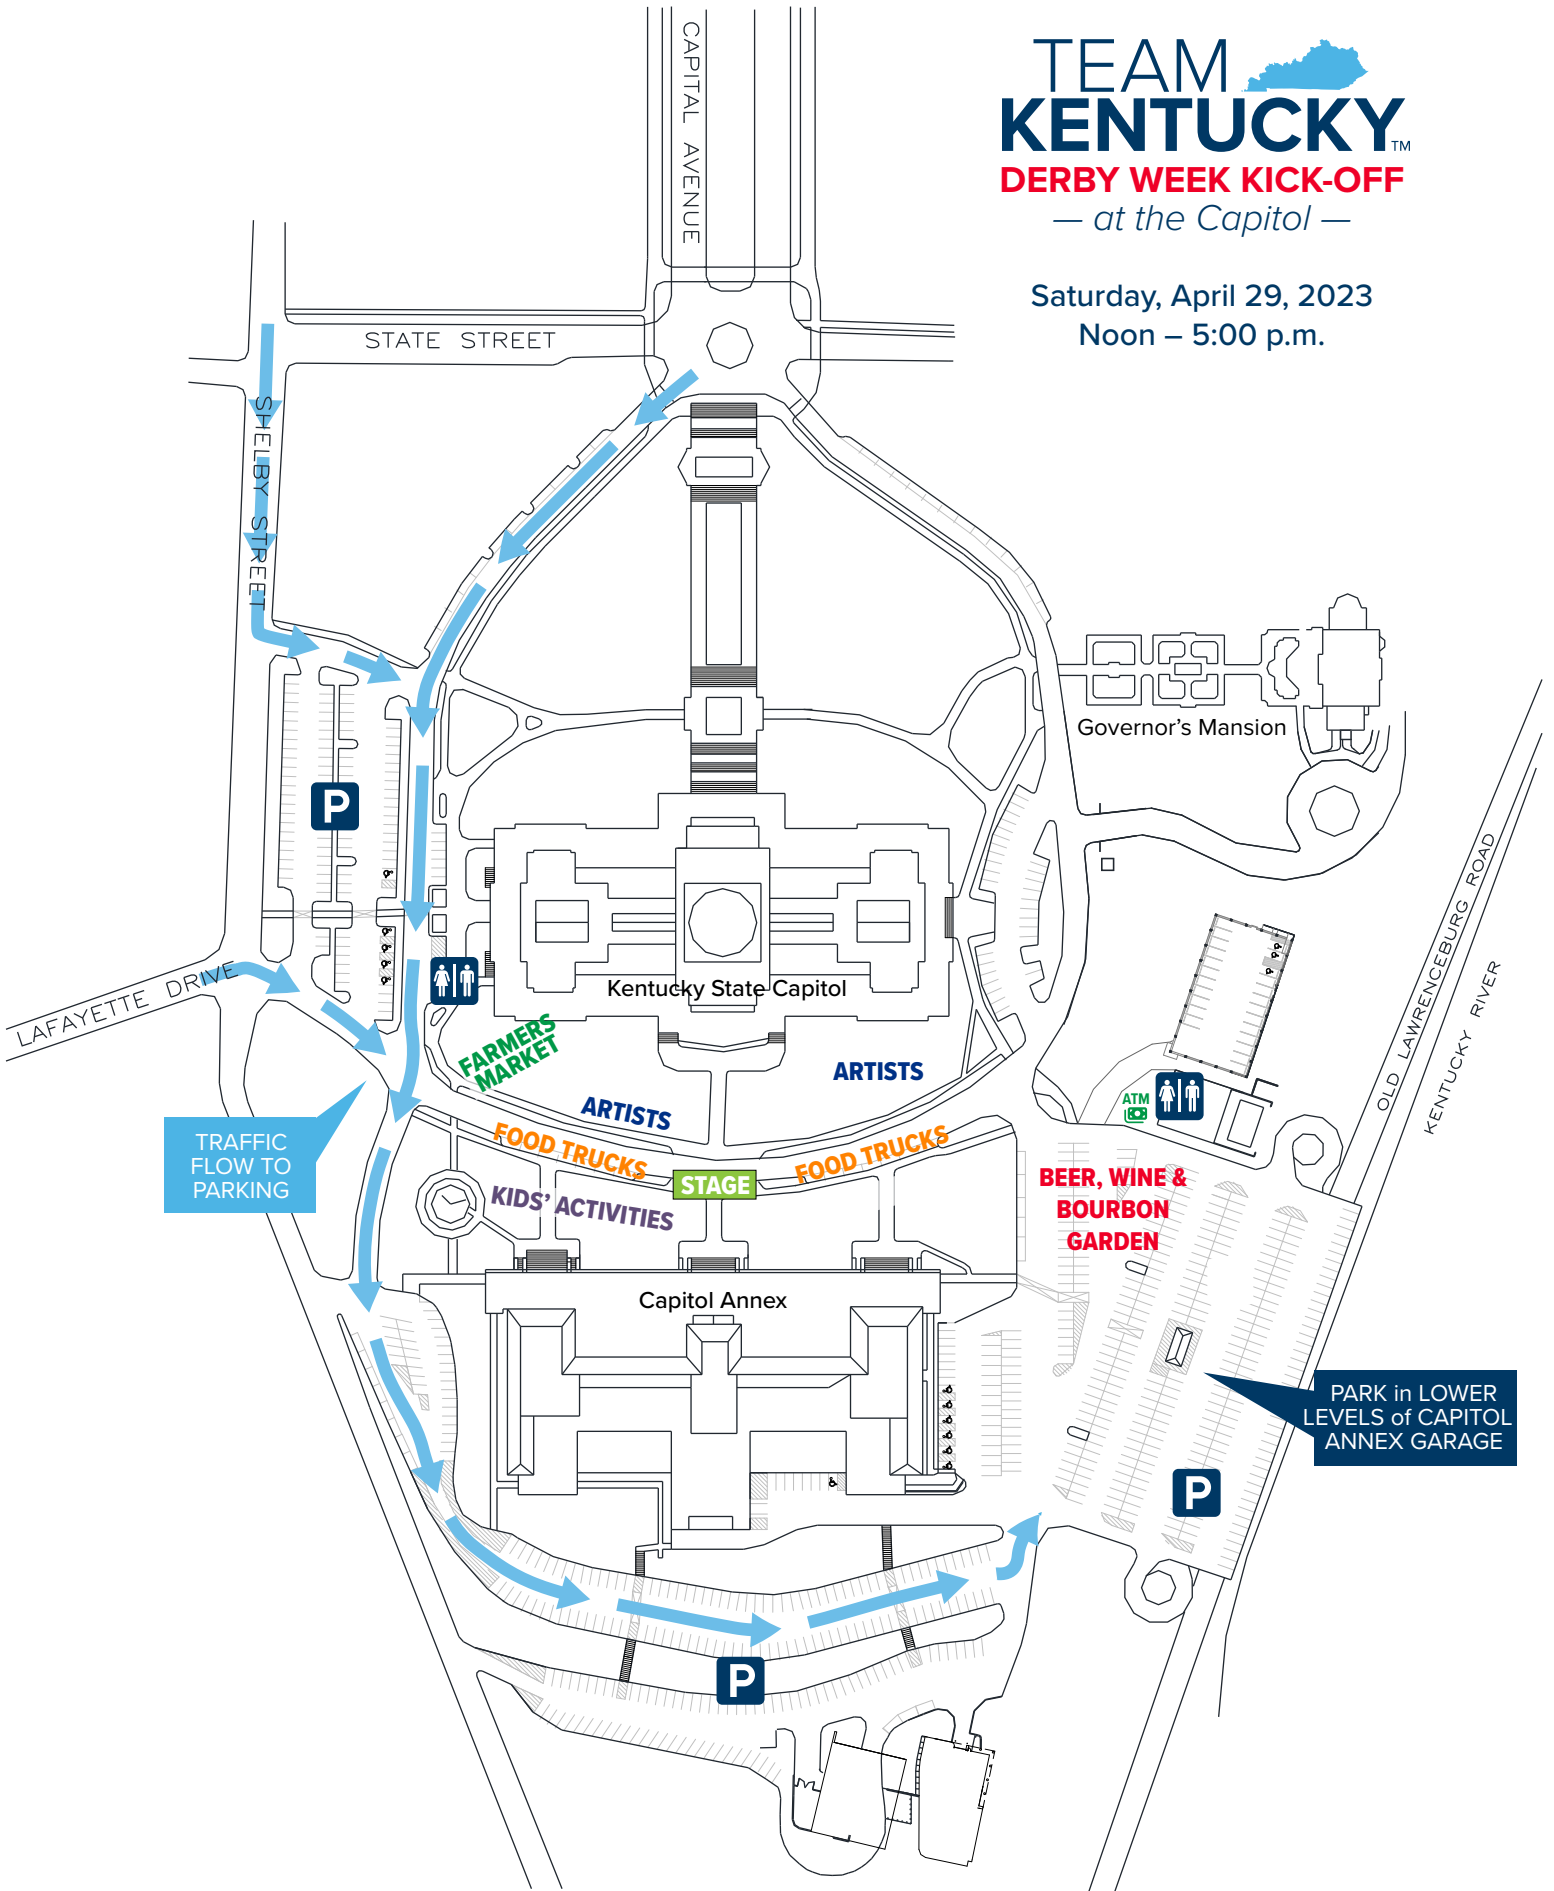 CAPITAL AVENUE
TEAM
KENTUCKY™
DERBY WEEK KICK-OFF
— at the Capitol —
Saturday, April 29, 2023
Noon – 5:00 p.m.
STATE STREET
SHELBY STREET
Governor's Mansion
P
OLD LAWRENCEBURG ROAD
KENTUCKY RIVER
LAFAYETTE DRIVE
Kentucky State Capitol
FARMERS
MARKET
ARTISTS
ARTISTS
ATM
FOOD TRUCKS
FOOD TRUCKS
STAGE
KIDS' ACTIVITIES
TRAFFIC
FLOW TO
PARKING
BEER, WINE &
BOURBON
GARDEN
Capitol Annex
PARK in LOWER
LEVELS of CAPITOL
ANNEX GARAGE
P
P